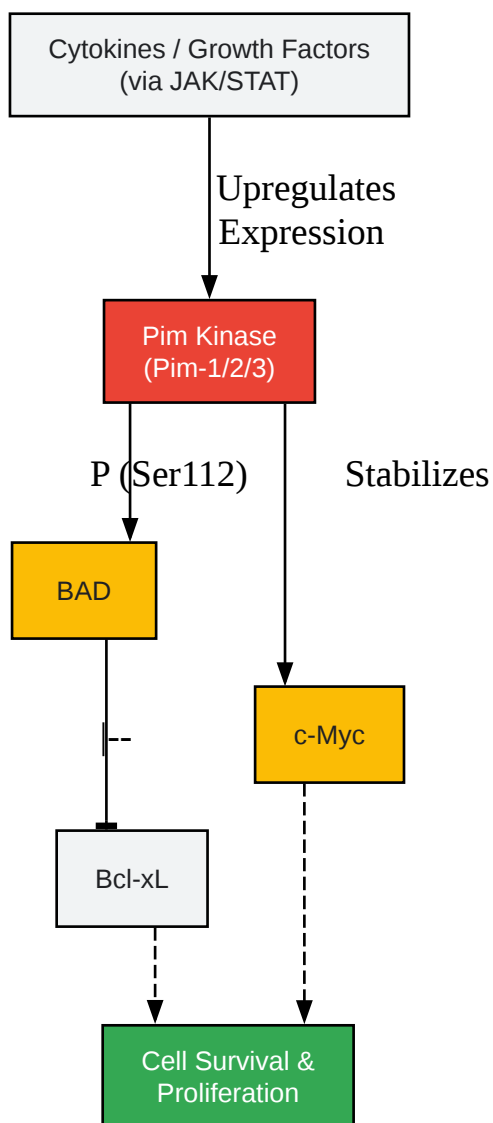 Cytokines / Growth Factors
(via JAK/STAT)
Upregulates
Expression
Pim Kinase
(Pim-1/2/3)
P (Ser112)
Stabilizes
BAD
c-Myc
Bcl-xL
Cell Survival &
Proliferation